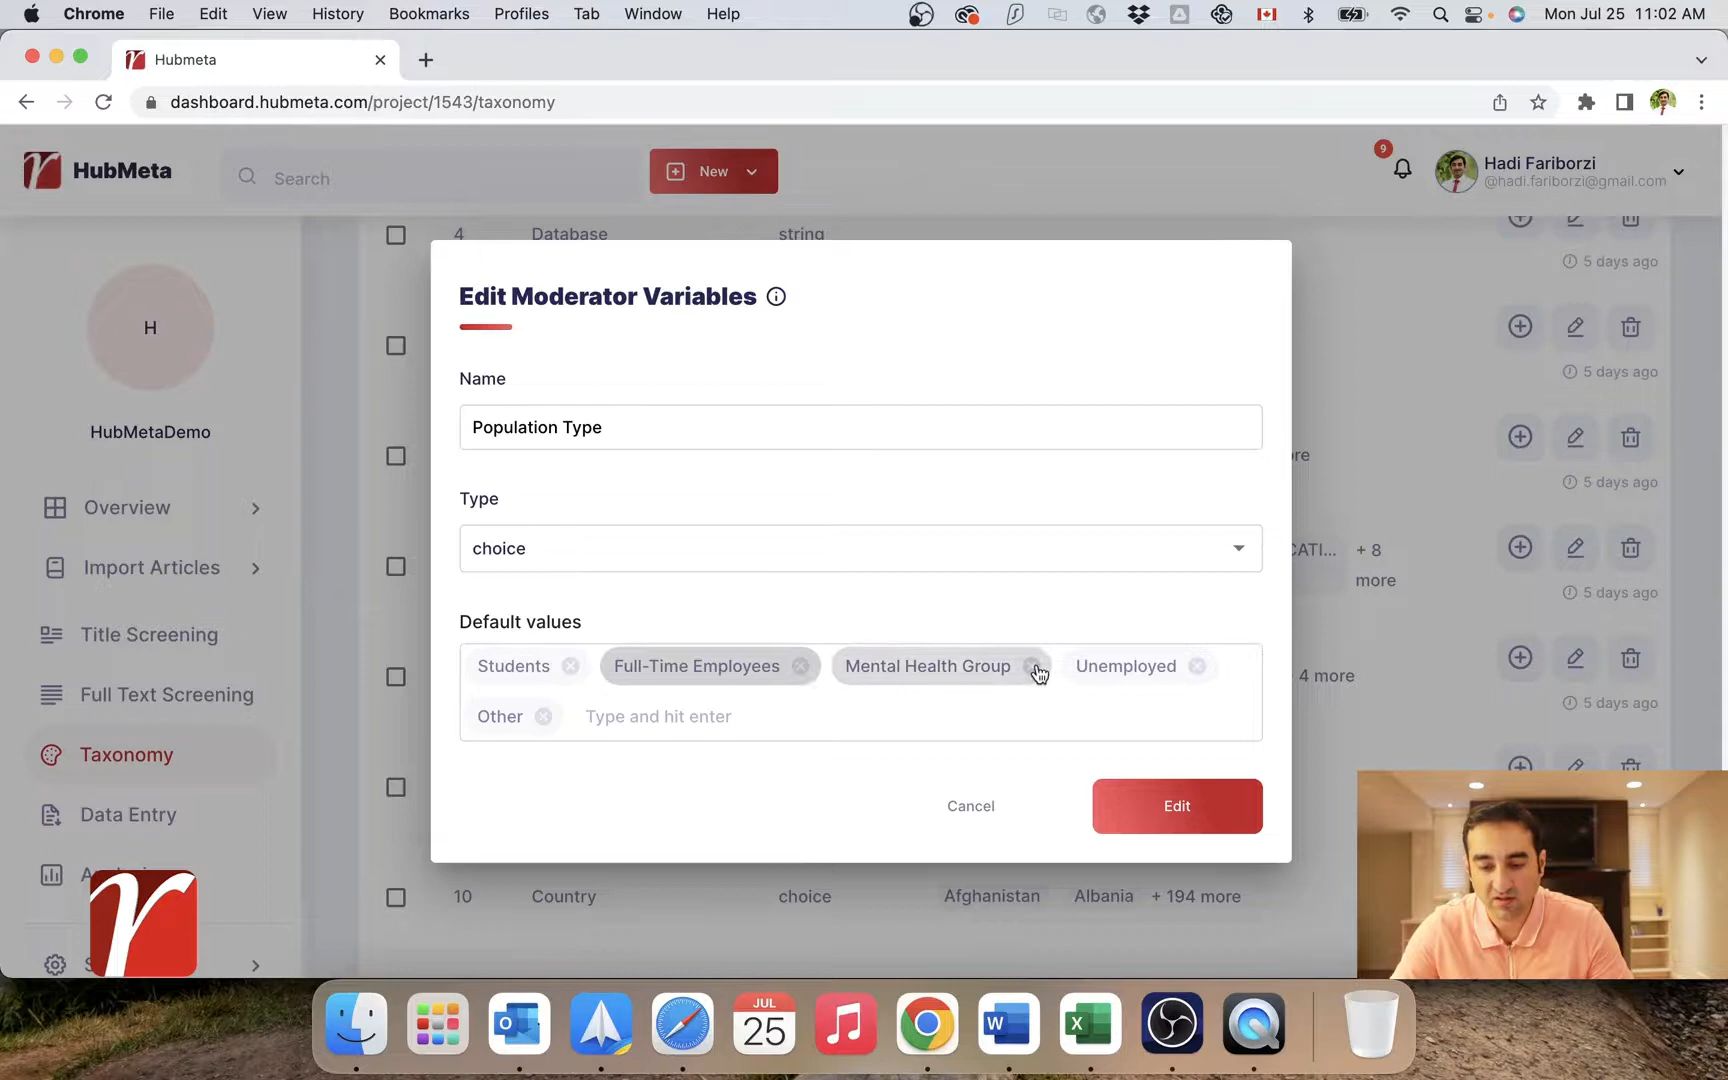 Chrome File Edit View History Bookmarks Profiles Tab Window Help Mon Jul 25 11:02 AM
Hubmeta
dashboard.hubmeta.com/project/1543/taxonomy
HubMeta Search New 9 Hadi Fariborzi
@hadi.fariborzi@gmail.com
4 Database string
5 days ago
Edit Moderator Variables
H
5 days ago
Name
HubMetaDemo
Population Type
re
5 days ago
Type
Overview
choice
CATI... + 8
more
Import Articles
5 days ago
Default values
Title Screening
Students Full-Time Employees Mental Health Group Unemployed
4 more
Full Text Screening
5 days ago
Other Type and hit enter
Taxonomy
Data Entry
Cancel Edit
10 Country choice Afghanistan Albania + 194 more
JUL
25
W
X